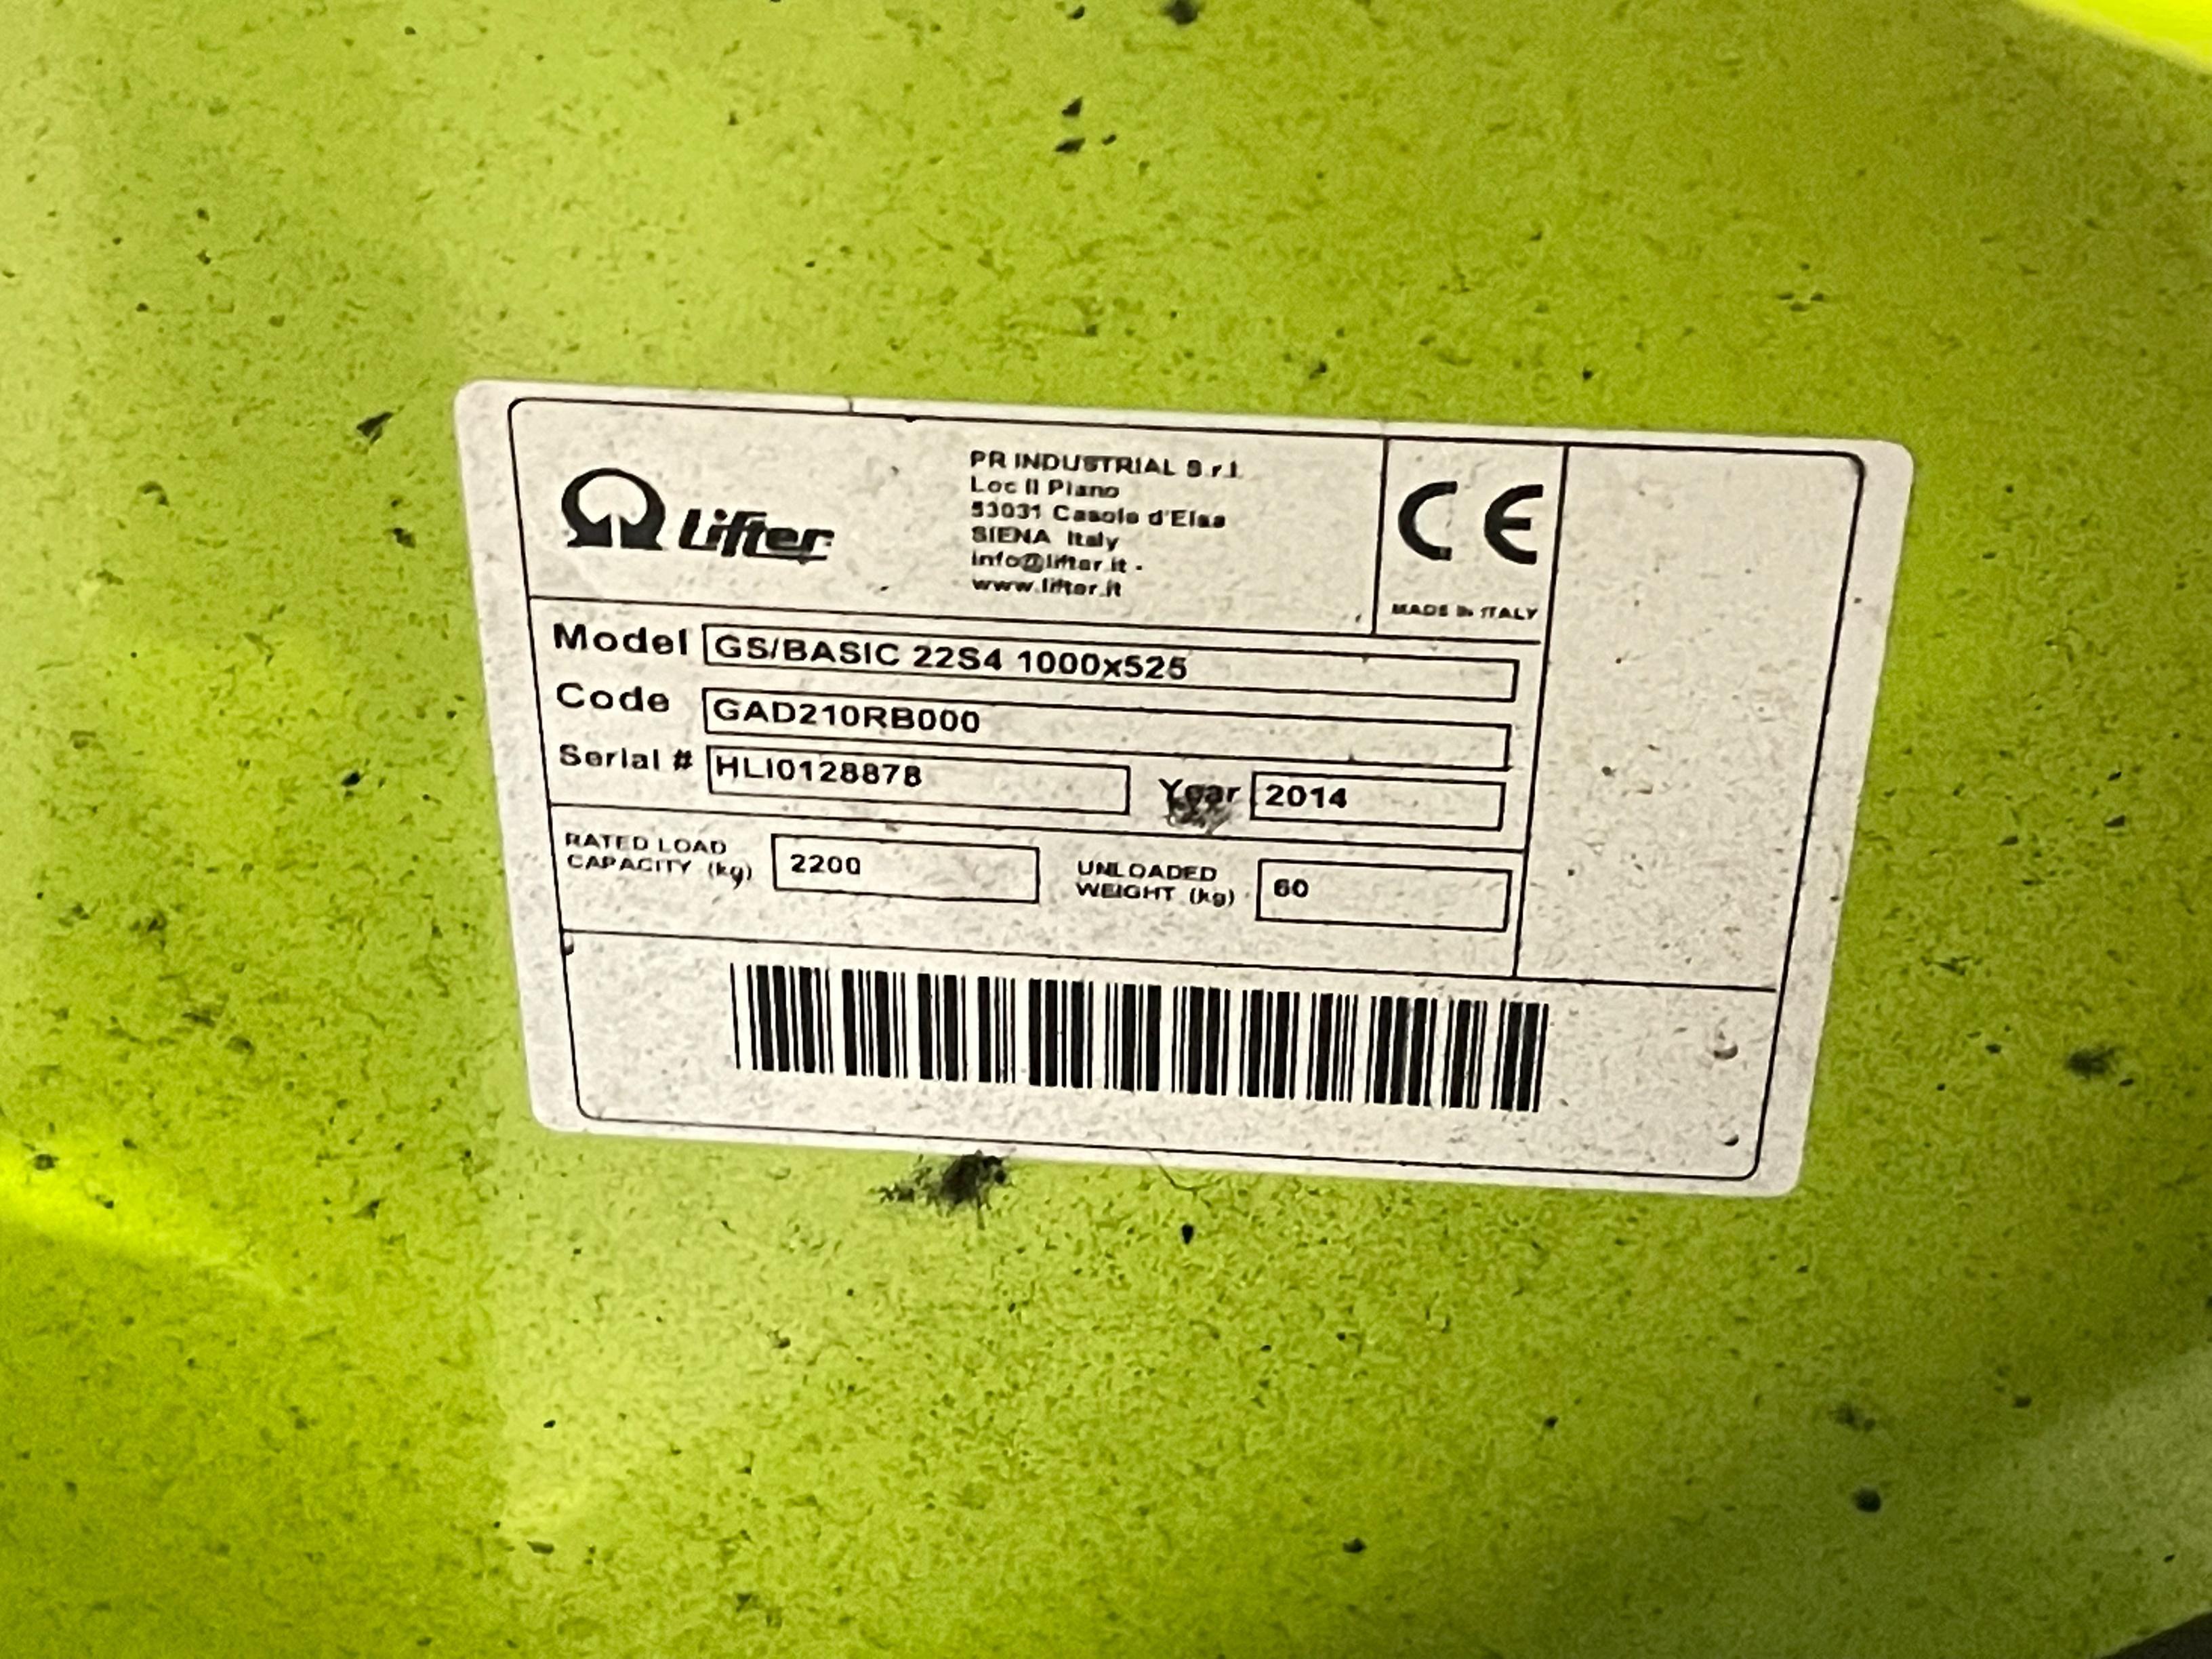 Lifter
PR INDUSTRIAL S.r.l.
Loc Il Piano
53031 Casole d'Elsa
SIENA Italy
info@lifter.it -
www.lifter.it
CE
MADE IN ITALY
Model GS/BASIC 22S4 1000x525
Code GAD210RB000
Serial # HLI0128878 Year 2014
RATED LOAD CAPACITY (kg) 2200
UNLOADED WEIGHT (kg) 60